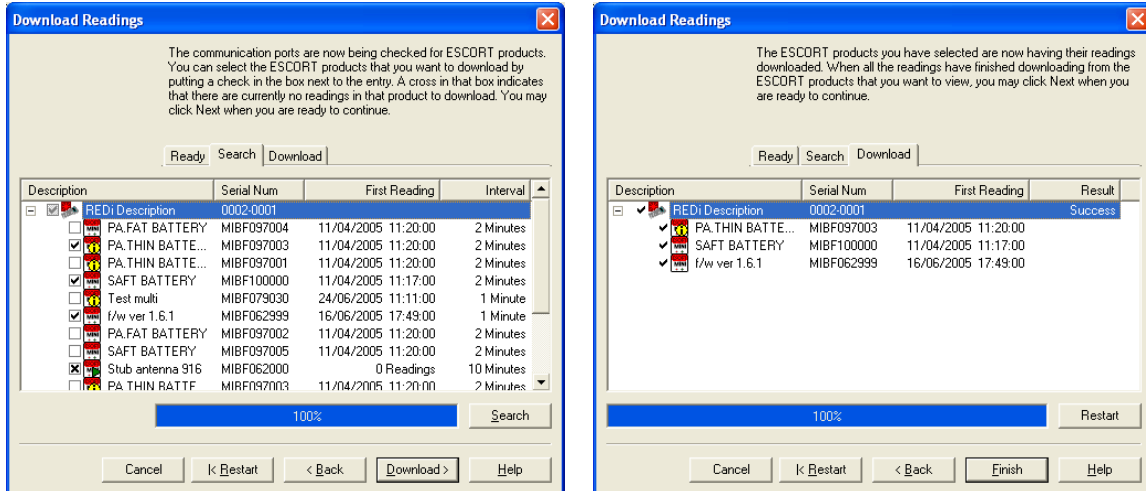 Download Readings
The communication ports are now being checked for ESCORT products.
You can select the ESCORT products that you want to download by
putting a check in the box next to the entry. A cross in that box indicates
that there are currently no readings in that product to download. You may
click Next when you are ready to continue.
Ready Search Download
Description Serial Num First Reading Interval
REDi Description 0002-0001
PA.FAT BATTERY MIBF097004 11/04/2005 11:20:00 2 Minutes
PA.THIN BATTE... MIBF097003 11/04/2005 11:20:00 2 Minutes
PA.THIN BATTE... MIBF097001 11/04/2005 11:20:00 2 Minutes
SAFT BATTERY MIBF100000 11/04/2005 11:17:00 2 Minutes
Test multi MIBF079030 24/06/2005 11:11:00 1 Minute
f/w ver 1.6.1 MIBF062999 16/06/2005 17:49:00 1 Minute
PA.FAT BATTERY MIBF097002 11/04/2005 11:20:00 2 Minutes
SAFT BATTERY MIBF097005 11/04/2005 11:20:00 2 Minutes
Stub antenna 916 MIBF062000 0 Readings 10 Minutes
PA THIN BATTE MIBF097003 11/04/2005 11:20:00 2 Minutes
100% Search
Cancel |< Restart < Back Download > Help
Download Readings
The ESCORT products you have selected are now having their readings
downloaded. When all the readings have finished downloading from the
ESCORT products that you want to view, you may click Next when you
are ready to continue.
Ready Search Download
Description Serial Num First Reading Result
REDi Description 0002-0001 Success
PA.THIN BATTE... MIBF097003 11/04/2005 11:20:00
SAFT BATTERY MIBF100000 11/04/2005 11:17:00
f/w ver 1.6.1 MIBF062999 16/06/2005 17:49:00
100% Restart
Cancel |< Restart < Back Finish Help